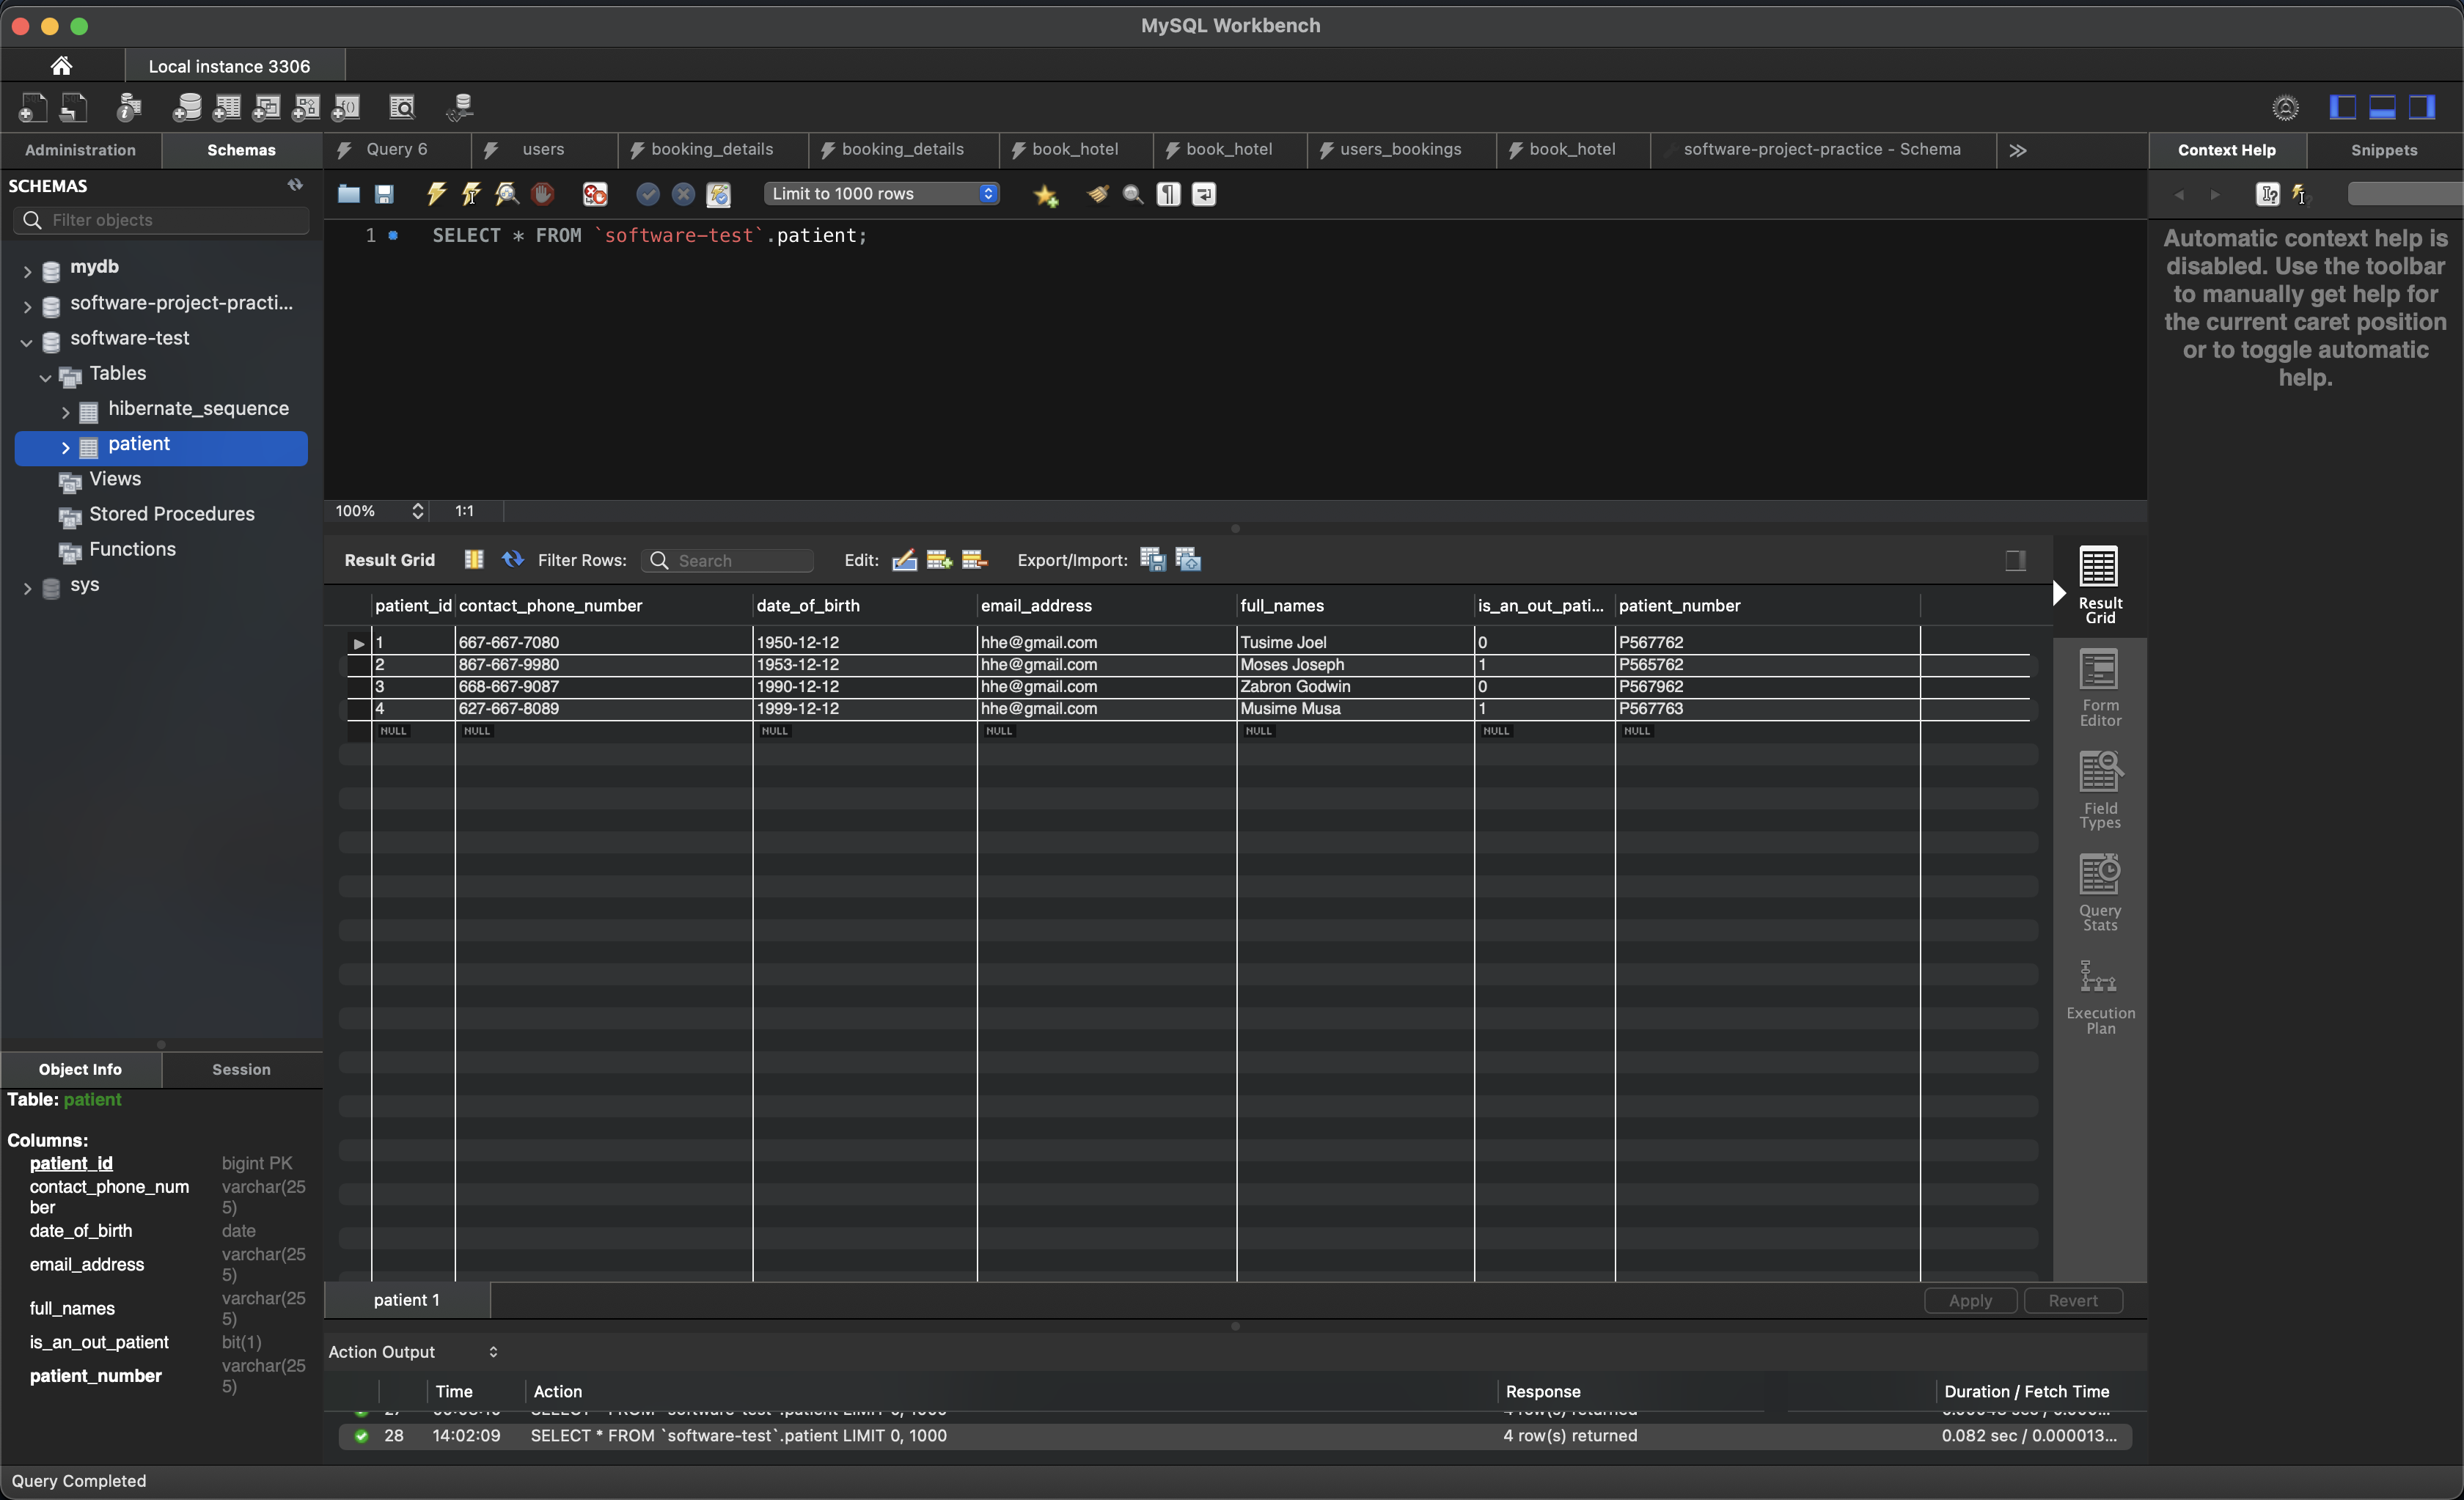 MySQL Workbench
Local instance 3306
Administration Schemas
Query 6 users booking_details booking_details book_hotel book_hotel users_bookings book_hotel software-project-practice - Schema
Context Help Snippets
SCHEMAS
Filter objects
Limit to 1000 rows
1 SELECT * FROM `software-test`.patient;
Automatic context help is
disabled. Use the toolbar
to manually get help for
the current caret position
or to toggle automatic
help.
mydb
software-project-practi...
software-test
Tables
hibernate_sequence
patient
Views
Stored Procedures
Functions
sys
100% 1:1
Result Grid Filter Rows: Search Edit: Export/Import:
patient_id contact_phone_number date_of_birth email_address full_names is_an_out_pati... patient_number
1 667-667-7080 1950-12-12 hhe@gmail.com Tusime Joel 0 P567762
2 867-667-9980 1953-12-12 hhe@gmail.com Moses Joseph 1 P565762
3 668-667-9087 1990-12-12 hhe@gmail.com Zabron Godwin 0 P567962
4 627-667-8089 1999-12-12 hhe@gmail.com Musime Musa 1 P567763
NULL NULL NULL NULL NULL NULL NULL
Result
Grid
Form
Editor
Field
Types
Query
Stats
Execution
Plan
Object Info Session
Table: patient
Columns:
patient_id bigint PK
contact_phone_num varchar(25
ber 5)
date_of_birth date
email_address varchar(25
5)
full_names varchar(25
5)
is_an_out_patient bit(1)
patient_number varchar(25
5)
patient 1
Apply Revert
Action Output
Time Action Response Duration / Fetch Time
28 14:02:09 SELECT * FROM `software-test`.patient LIMIT 0, 1000 4 row(s) returned 0.082 sec / 0.000013...
Query Completed